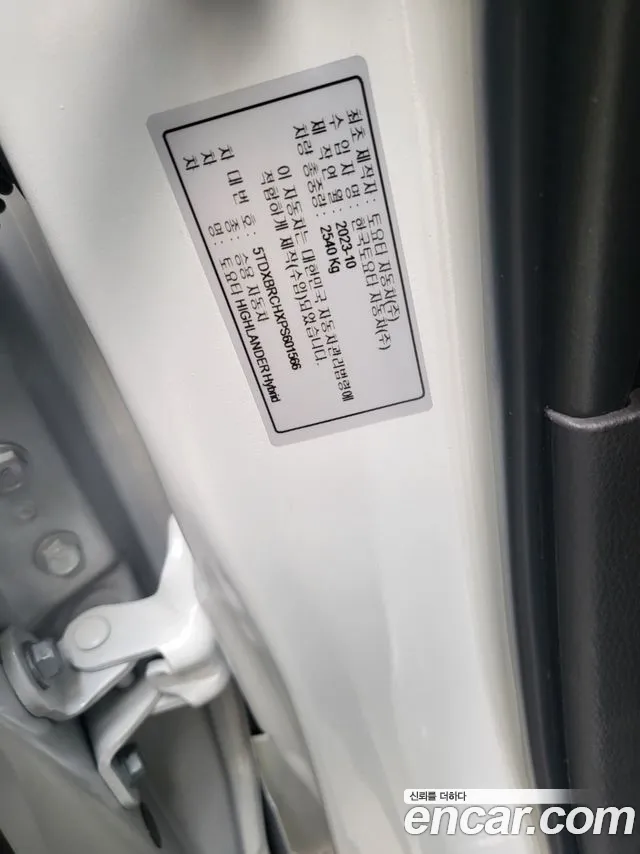 최초 제작자 : 토요타 자동차(주)
수 입 자 명 : 한국토요타 자동차(주)
제 작 연 월 : 2023-10
차량 총중량 : 2540 Kg
이 자동차는 대한민국 자동차관리법령에
적합하게 제작(수입)되었습니다.
차 대 번 호 : 5TDXBRCHXPS601566
차 종 : 승용 자동차
차 명 : 토요타 HIGHLANDER Hybrid
신뢰를 더하다
encar.com